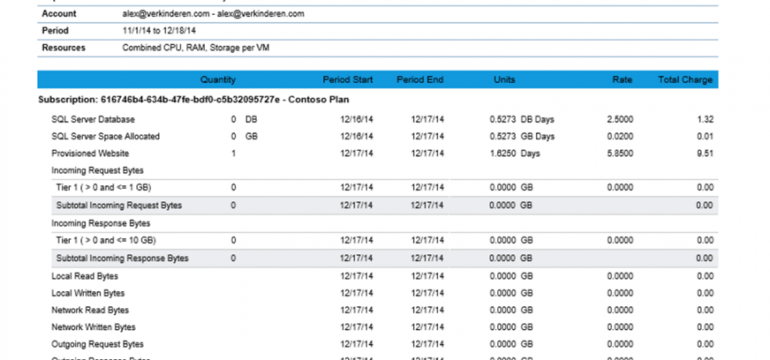 Account alex@verkinderen.com - alex@verkinderen.com
Period 11/1/14 to 12/18/14
Resources Combined CPU, RAM, Storage per VM
Quantity Period Start Period End Units Rate Total Charge
Subscription: 616746b4-634b-47fe-bdf0-c5b32095727e - Contoso Plan
SQL Server Database 0 DB 12/16/14 12/17/14 0.5273 DB Days 2.5000 1.32
SQL Server Space Allocated 0 GB 12/16/14 12/17/14 0.5273 GB Days 0.0200 0.01
Provisioned Website 1 12/17/14 12/17/14 1.6250 Days 5.8500 9.51
Incoming Request Bytes
Tier 1 ( > 0 and <= 1 GB) 0 12/17/14 12/17/14 0.0000 GB 0.0000 0.00
Subtotal Incoming Request Bytes 0 12/17/14 12/17/14 0.0000 GB 0.00
Incoming Response Bytes
Tier 1 ( > 0 and <= 10 GB) 0 12/17/14 12/17/14 0.0000 GB 0.0000 0.00
Subtotal Incoming Response Bytes 0 12/17/14 12/17/14 0.0000 GB 0.00
Local Read Bytes 12/17/14 12/17/14 0.0000 GB 0.0000 0.00
Local Written Bytes 12/17/14 12/17/14 0.0000 GB 0.0000 0.00
Network Read Bytes 12/17/14 12/17/14 0.0000 GB 0.0000 0.00
Network Written Bytes 12/17/14 12/17/14 0.0000 GB 0.0000 0.00
Outgoing Request Bytes 12/17/14 12/17/14 0.0000 GB 0.0000 0.00